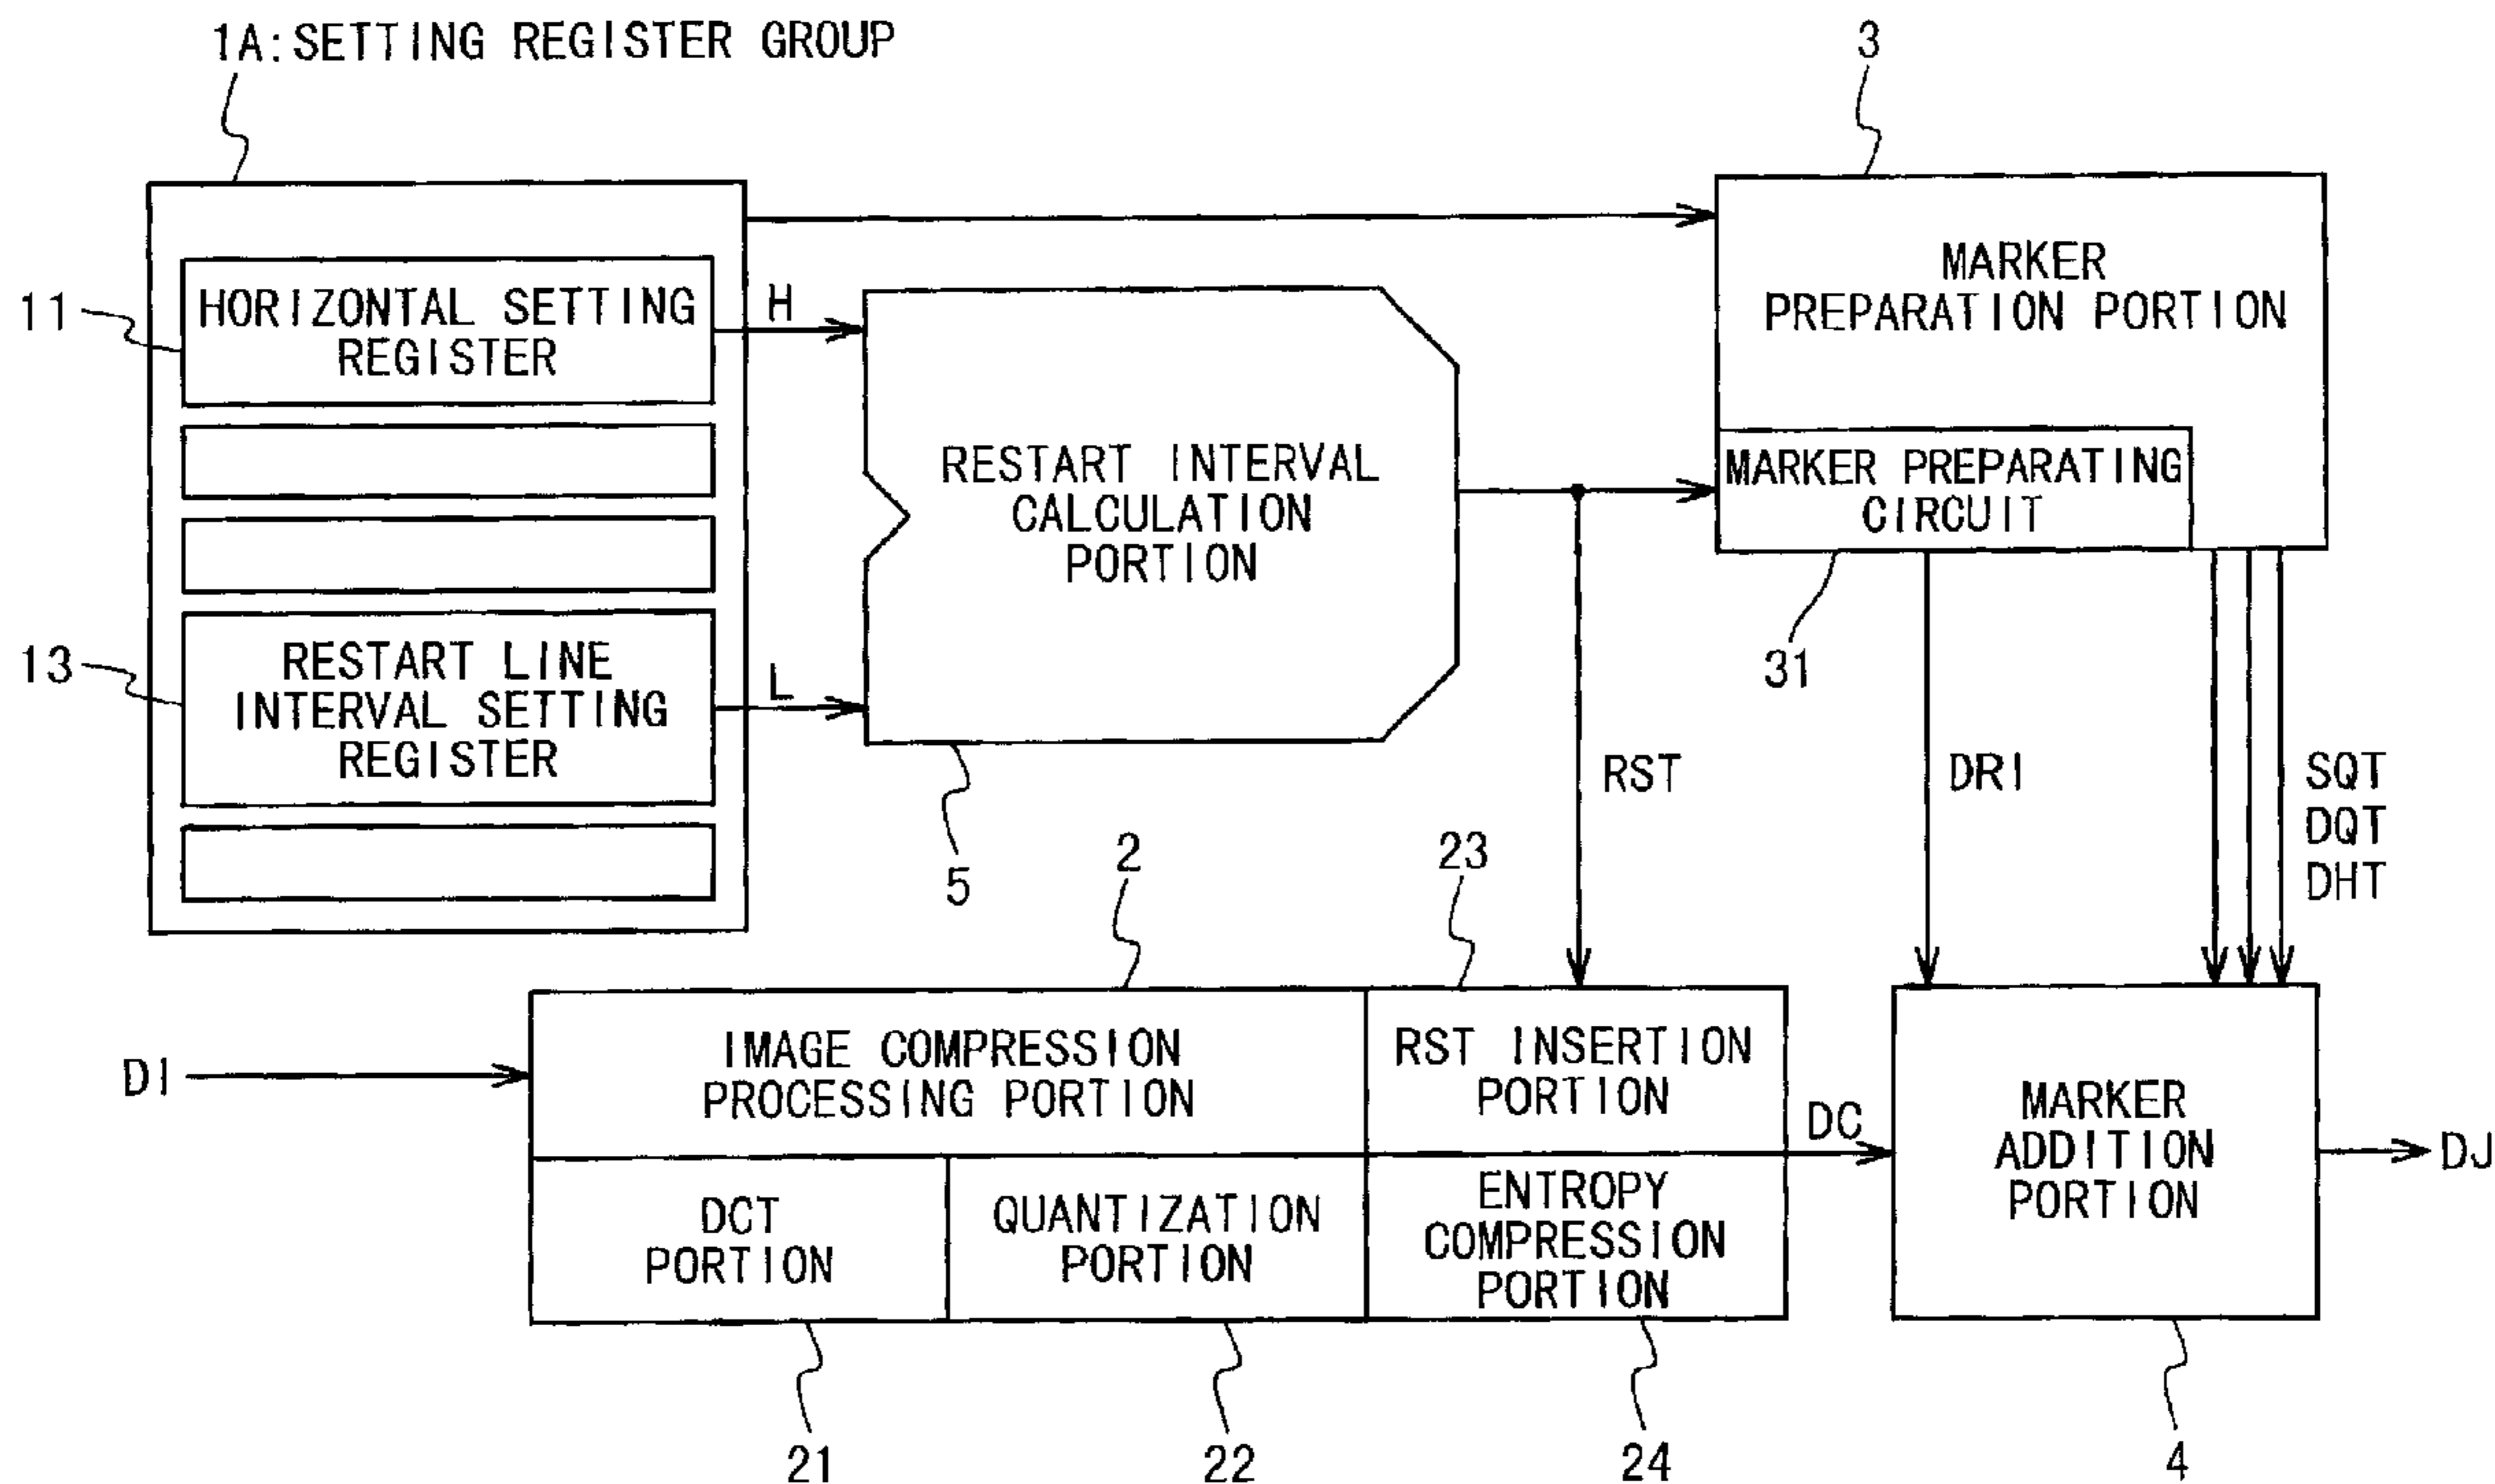 1A:SETTING REGISTER GROUP
3
11
HORIZONTAL SETTING
REGISTER
H
MARKER
PREPARATION PORTION
RESTART INTERVAL
CALCULATION
PORTION
MARKER PREPARATING
CIRCUIT
13
RESTART LINE
INTERVAL SETTING
REGISTER
L
31
5
RST
DRI
SQT
DQT
DHT
2
23
DI
IMAGE COMPRESSION
PROCESSING PORTION
RST INSERTION
PORTION
DC
MARKER
ADDITION
PORTION
DJ
DCT
PORTION
QUANTIZATION
PORTION
ENTROPY
COMPRESSION
PORTION
21
22
24
4